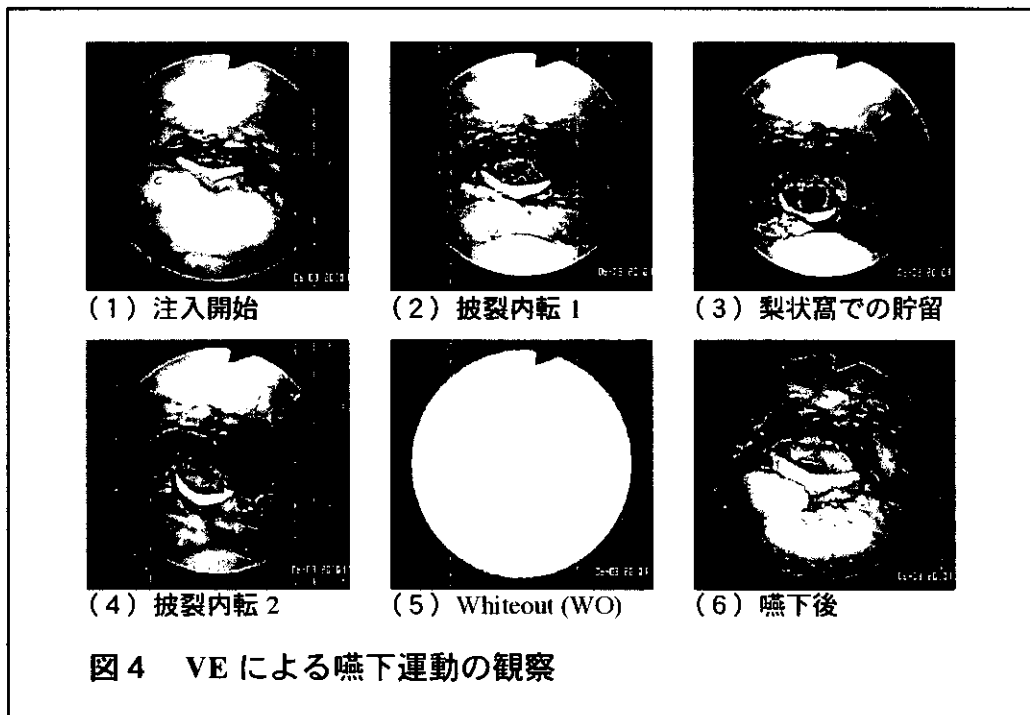 (1) 注入開始
(2) 披裂内転 1
(3) 梨状窩での貯留
(4) 披裂内転 2
(5) Whiteout (WO)
(6) 嚥下後
図4 VE による嚥下運動の観察